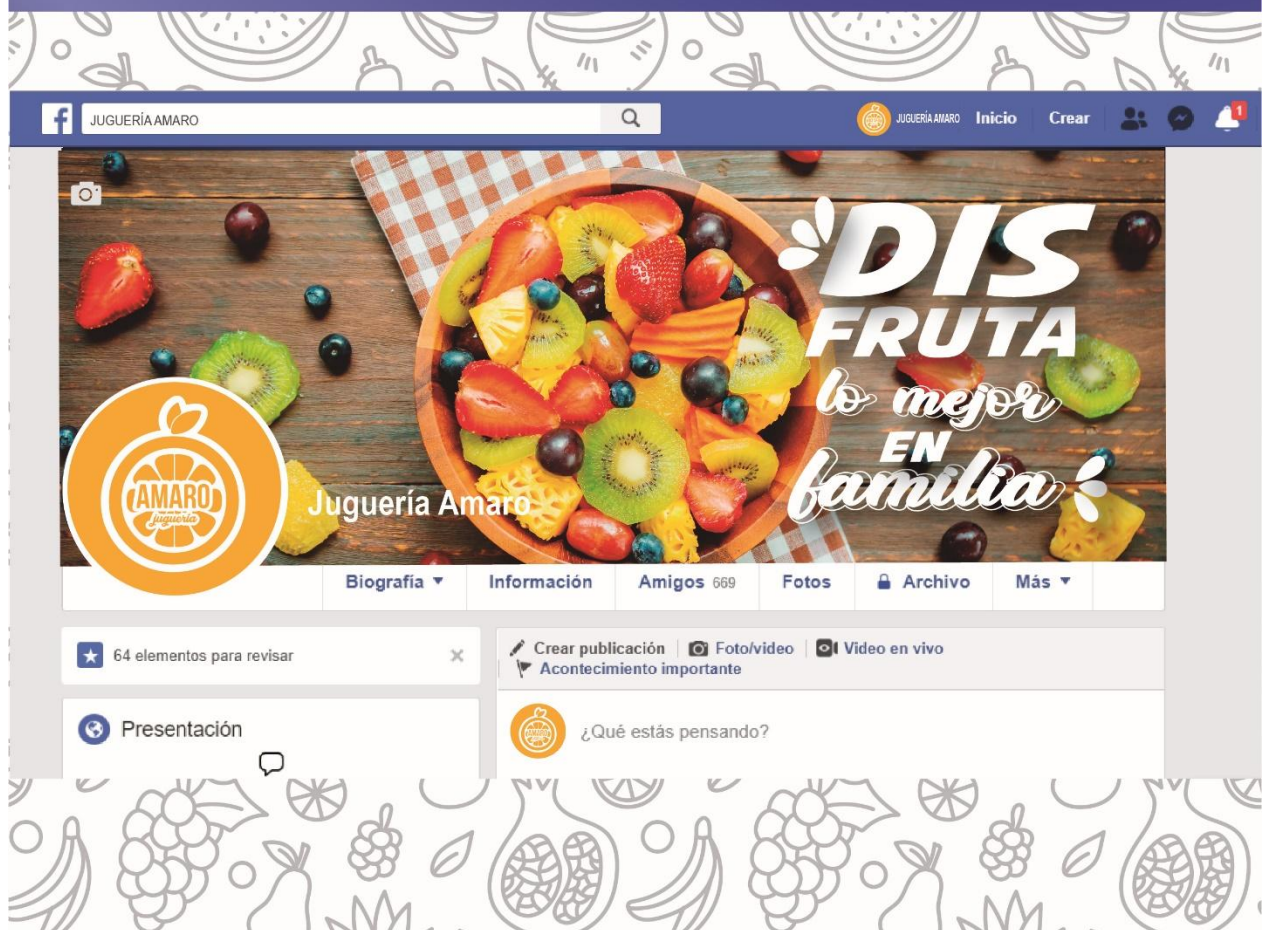 JUGUERÍA AMARO
JUGUERÍA AMARO Inicio Crear 1
DIS
FRUTA
lo mejor
EN
familia
AMARO
juguería
Juguería Amaro
Biografía Información Amigos 669 Fotos Archivo Más
64 elementos para revisar
Crear publicación Foto/video Video en vivo
Acontecimiento importante
Presentación
AMARO
¿Qué estás pensando?